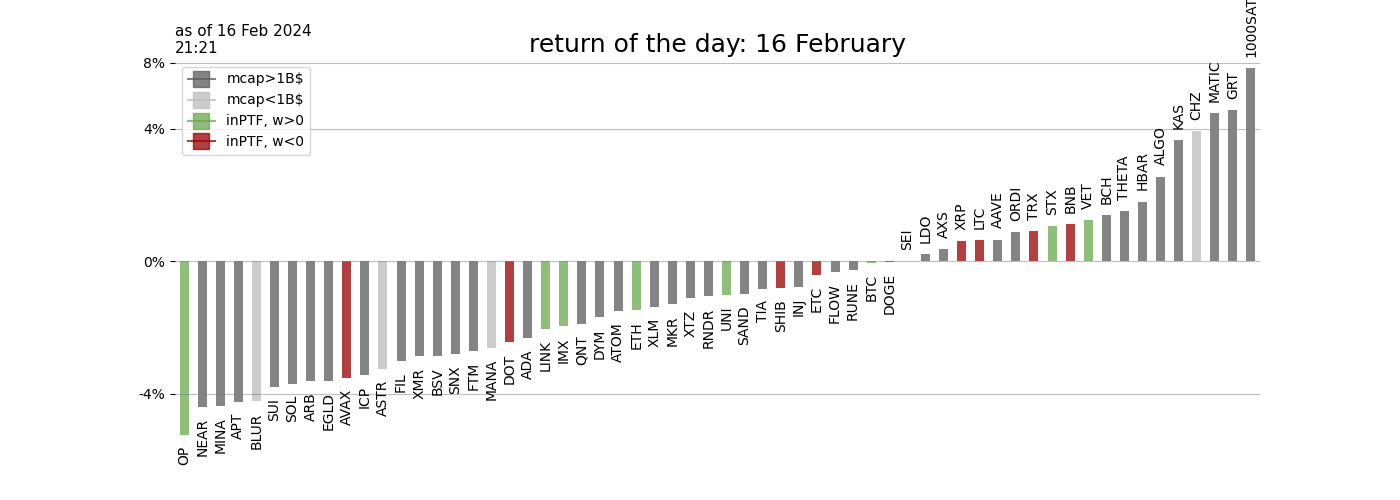 as of 16 Feb 2024
21:21
return of the day: 16 February
8%
4%
0%
-4%
mcap>1B$
mcap<1B$
inPTF, w>0
inPTF, w<0
OP
NEAR
MINA
APT
BLUR
SUI
SOL
ARB
EGLD
AVAX
ICP
ASTR
FIL
XMR
BSV
SNX
FTM
MANA
DOT
ADA
LINK
IMX
QNT
DYM
ATOM
ETH
XLM
MKR
XTZ
RNDR
UNI
SAND
TIA
SHIB
INJ
ETC
FLOW
RUNE
BTC
DOGE
SEI
LDO
AXS
XRP
LTC
AAVE
ORDI
TRX
STX
BNB
VET
BCH
THETA
HBAR
ALGO
KAS
CHZ
MATIC
GRT
1000SAT